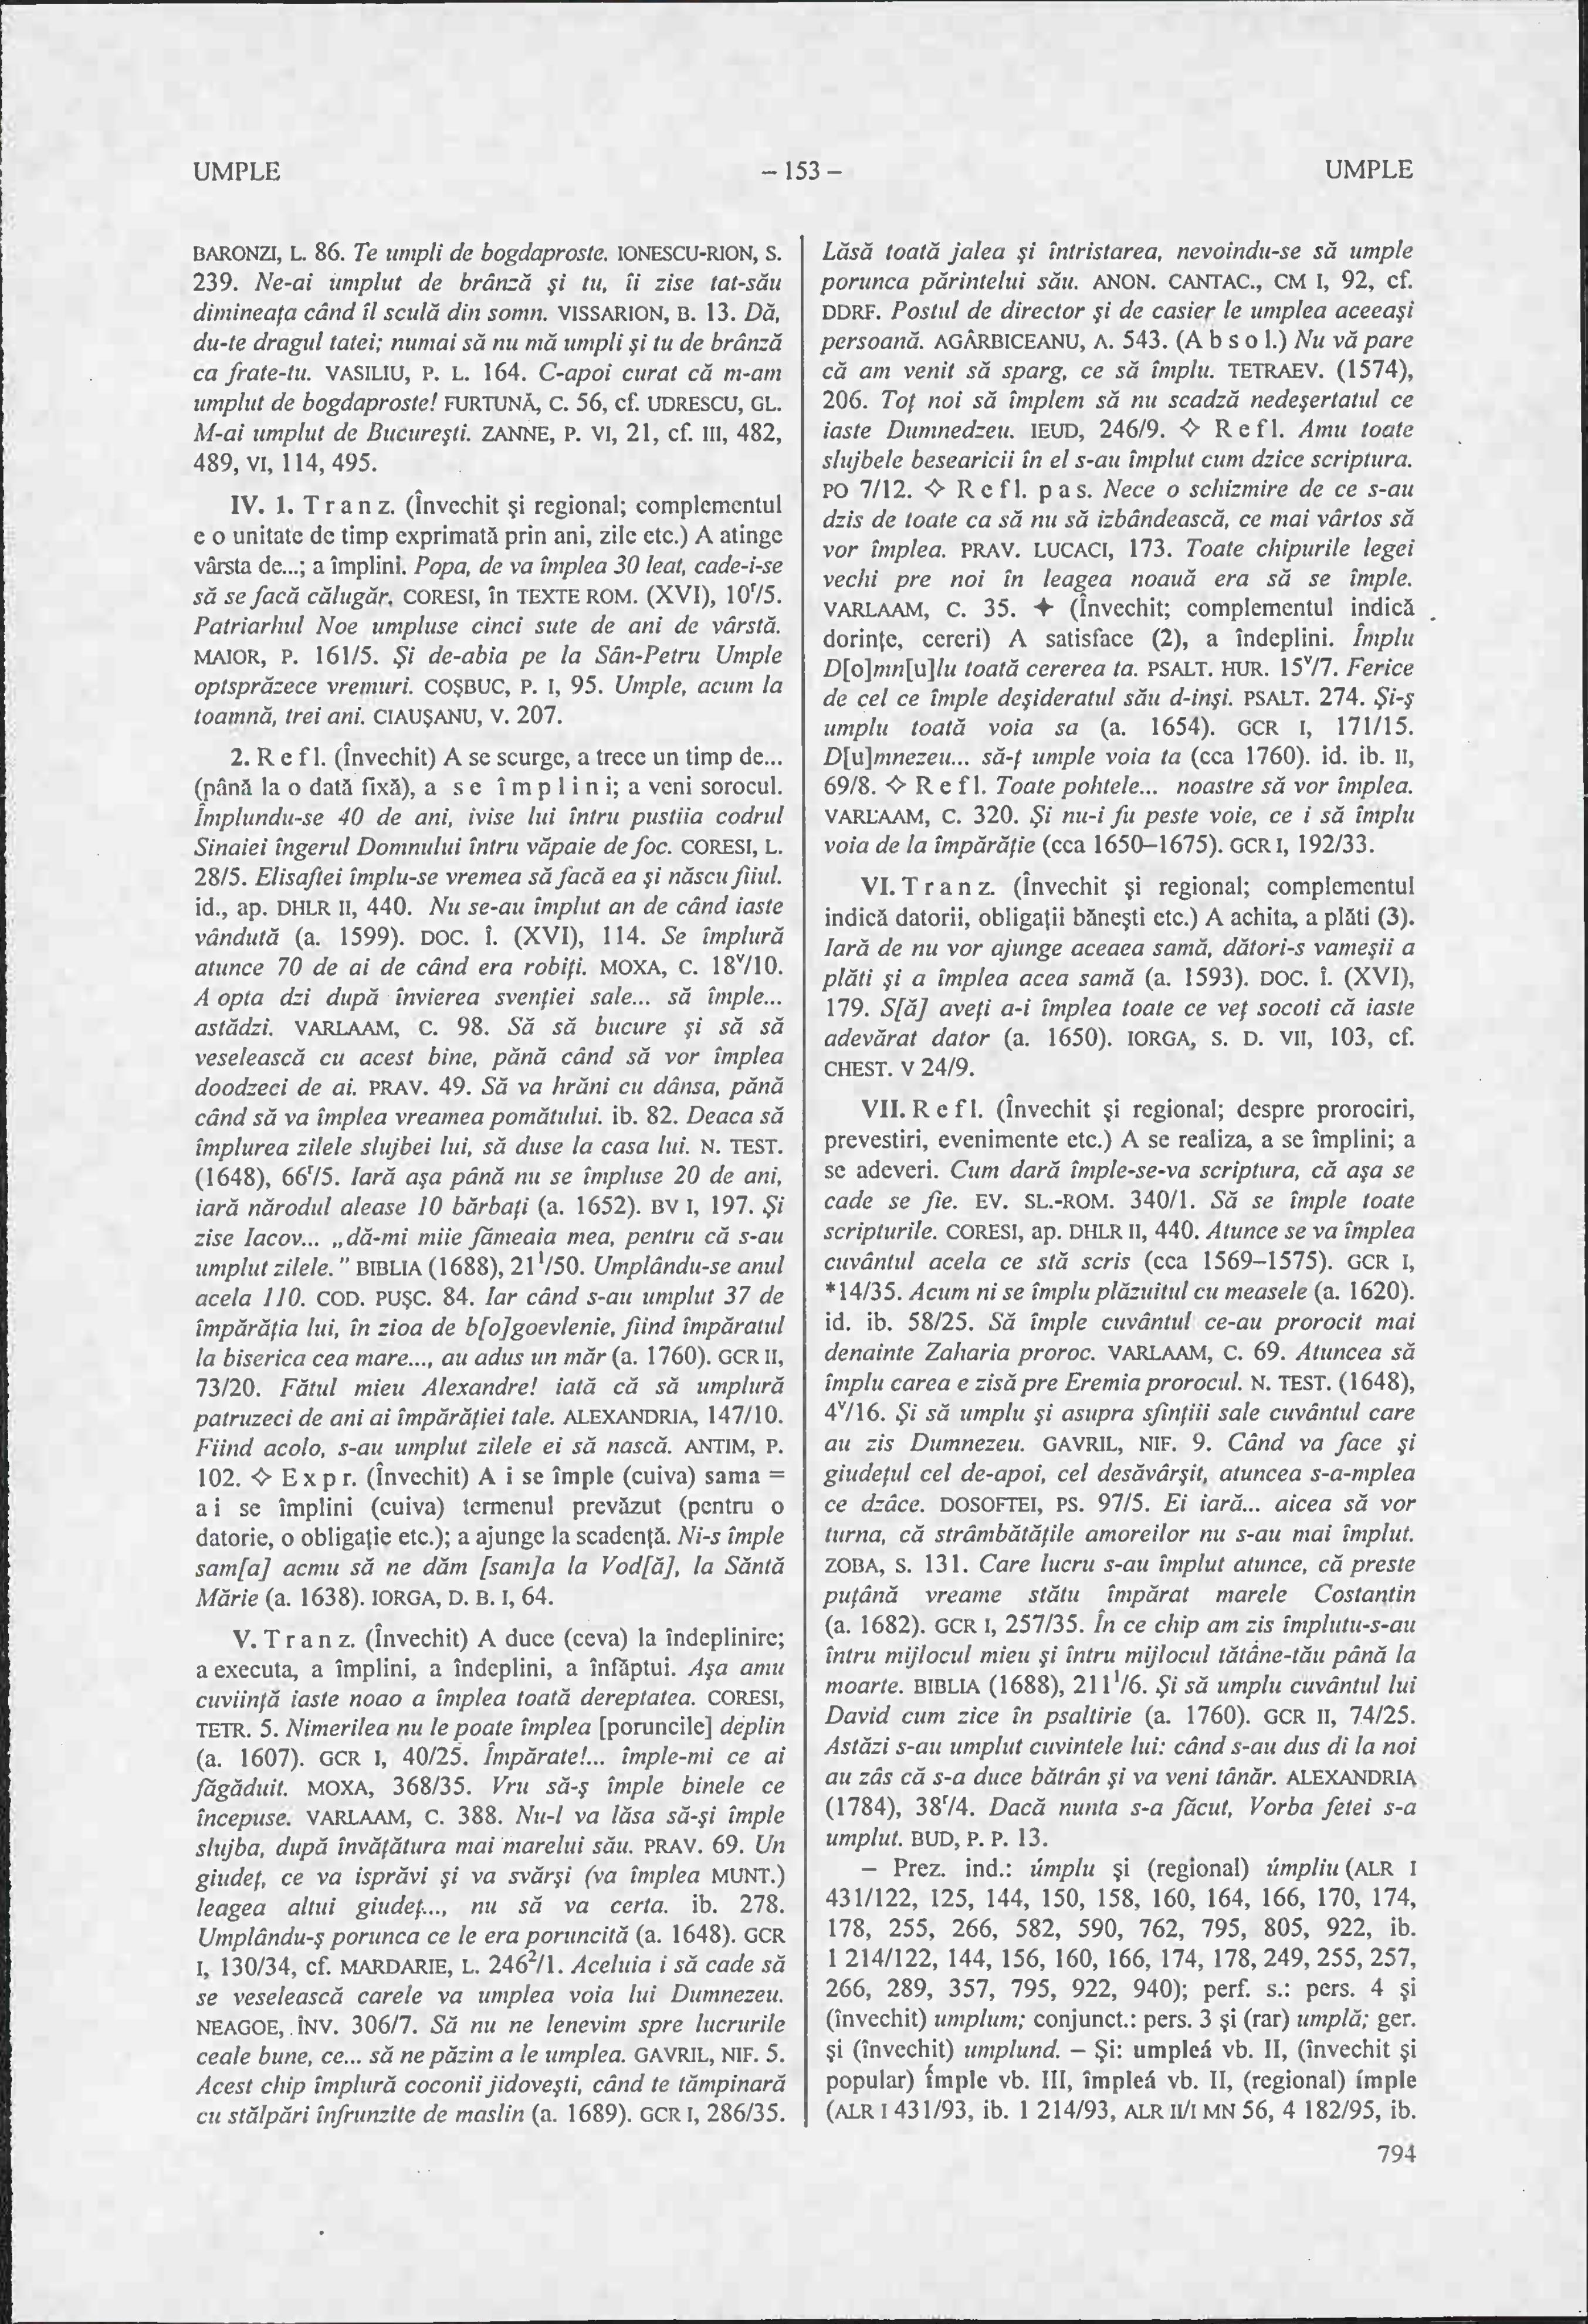 UMPLE
– 153 –
UMPLE
BARONZI, L. 86. Te umpli de bogdaproste. IONESCU-RION, S.
239. Ne-ai umplut de brânză şi tu, îi zise tat-său
dimineaţa când îl sculă din somn. VISSARION, B. 13. Dă,
du-te dragul tatei; numai să nu mă umpli şi tu de brânză
ca frate-tu. VASILIU, P. L. 164. C-apoi curat că m-am
umplut de bogdaproste! FURTUNĂ, C. 56, cf. UDRESCU, GL.
M-ai umplut de Bucureşti. ZANNE, P. VI, 21, cf. III, 482,
489, VI, 114, 495.
IV. 1. T r a n z. (Învechit şi regional; complementul
e o unitate de timp exprimată prin ani, zile etc.) A atinge
vârsta de...; a împlini. Popa, de va împlea 30 leat, cade-i-se
să se facă călugăr. CORESI, în TEXTE ROM. (XVI), 10ʳ/5.
Patriarhul Noe umpluse cinci sute de ani de vârstă.
MAIOR, P. 161/5. Şi de-abia pe la Sân-Petru Umple
optsprăzece vremuri. COŞBUC, P. I, 95. Umple, acum la
toamnă, trei ani. CIAUŞANU, V. 207.
2. R e f l. (Învechit) A se scurge, a trece un timp de...
(până la o dată fixă), a s e î m p l i n i; a veni sorocul.
Împlundu-se 40 de ani, ivise lui întru pustiia codrul
Sinaiei îngerul Domnului întru văpaie de foc. CORESI, L.
28/5. Elisaftei împlu-se vremea să facă ea şi născu fiiul.
id., ap. DHLR II, 440. Nu se-au împlut an de când iaste
vândută (a. 1599). DOC. Î. (XVI), 114. Se împlură
atunce 70 de ai de când era robiţi. MOXA, C. 18ᵛ/10.
A opta dzi după învierea svenţiei sale... să împle...
astădzi. VARLAAM, C. 98. Să să bucure şi să să
veselească cu acest bine, pănă când să vor împlea
doodzeci de ai. PRAV. 49. Să va hrăni cu dânsa, pănă
când să va împlea vreamea pomătului. ib. 82. Deaca să
împlurea zilele slujbei lui, să duse la casa lui. N. TEST.
(1648), 66ʳ/5. Iară aşa până nu se împluse 20 de ani,
iară nărodul alease 10 bărbaţi (a. 1652). BV I, 197. Şi
zise Iacov... „dă-mi miie fămeaia mea, pentru că s-au
umplut zilele. ” BIBLIA (1688), 21¹/50. Umplându-se anul
acela 110. COD. PUŞC. 84. Iar când s-au umplut 37 de
împărăţia lui, în zioa de b[o]goevlenie, fiind împăratul
la biserica cea mare..., au adus un măr (a. 1760). GCR II,
73/20. Fătul mieu Alexandre! iată că să umplură
patruzeci de ani ai împărăţiei tale. ALEXANDRIA, 147/10.
Fiind acolo, s-au umplut zilele ei să nască. ANTIM, P.
102. ◇ E x p r. (Învechit) A i se împle (cuiva) sama =
a i se împlini (cuiva) termenul prevăzut (pentru o
datorie, o obligaţie etc.); a ajunge la scadenţă. Ni-s împle
sam[a] acmu să ne dăm [sam]a la Vod[ă], la Săntă
Mărie (a. 1638). IORGA, D. B. I, 64.
V. T r a n z. (Învechit) A duce (ceva) la îndeplinire;
a executa, a împlini, a îndeplini, a înfăptui. Aşa amu
cuviinţă iaste noao a împlea toată dereptatea. CORESI,
TETR. 5. Nimerilea nu le poate împlea [poruncile] deplin
(a. 1607). GCR I, 40/25. Împărate!... împle-mi ce ai
făgăduit. MOXA, 368/35. Vru să-ş împle binele ce
începuse. VARLAAM, C. 388. Nu-l va lăsa să-şi împle
slujba, după învăţătura mai marelui său. PRAV. 69. Un
giudeţ, ce va isprăvi şi va svărşi (va împlea MUNT.)
leagea altui giudeţ..., nu să va certa. ib. 278.
Umplându-ş porunca ce le era poruncită (a. 1648). GCR
I, 130/34, cf. MARDARIE, L. 246²/1. Aceluia i să cade să
se veselească carele va umplea voia lui Dumnezeu.
NEAGOE, ÎNV. 306/7. Să nu ne lenevim spre lucrurile
ceale bune, ce... să ne păzim a le umplea. GAVRIL, NIF. 5.
Acest chip împlură coconii jidoveşti, când te tămpinară
cu stâlpări înfrunzite de maslin (a. 1689). GCR I, 286/35.
Lăsă toată jalea şi întristarea, nevoindu-se să umple
porunca părintelui său. ANON. CANTAC., CM I, 92, cf.
DDRF. Postul de director şi de casier le umplea aceeaşi
persoană. AGÂRBICEANU, A. 543. (A b s o l.) Nu vă pare
că am venit să sparg, ce să împlu. TETRAEV. (1574),
206. Toţ noi să împlem să nu scadză nedeşertatul ce
iaste Dumnedzeu. IEUD, 246/9. ◇ R e f l. Amu toate
slujbele besearicii în el s-au împlut cum dzice scriptura.
PO 7/12. ◇ R e f l. p a s. Nece o schizmire de ce s-au
dzis de toate ca să nu să izbândească, ce mai vârtos să
vor împlea. PRAV. LUCACI, 173. Toate chipurile legei
vechi pre noi în leagea noauă era să se împle.
VARLAAM, C. 35. ✦ (Învechit; complementul indică
dorinţe, cereri) A satisface (2), a îndeplini. Împlu
D[o]mn[u]lu toată cererea ta. PSALT. HUR. 15ᵛ/7. Ferice
de cel ce împle deşideratul său d-inşi. PSALT. 274. Şi-ş
umplu toată voia sa (a. 1654). GCR I, 171/15.
D[u]mnezeu... să-ţ umple voia ta (cca 1760). id. ib. II,
69/8. ◇ R e f l. Toate pohtele... noastre să vor împlea.
VARLAAM, C. 320. Şi nu-i fu peste voie, ce i să împlu
voia de la împărăţie (cca 1650–1675). GCR I, 192/33.
VI. T r a n z. (Învechit şi regional; complementul
indică datorii, obligaţii băneşti etc.) A achita, a plăti (3).
Iară de nu vor ajunge aceaea samă, dători-s vameşii a
plăti şi a împlea acea samă (a. 1593). DOC. Î. (XVI),
179. S[ă] aveţi a-i împlea toate ce veţ socoti că iaste
adevărat dator (a. 1650). IORGA, S. D. VII, 103, cf.
CHEST. V 24/9.
VII. R e f l. (Învechit şi regional; despre prorociri,
prevestiri, evenimente etc.) A se realiza, a se împlini; a
se adeveri. Cum dară împle-se-va scriptura, că aşa se
cade se fie. EV. SL.-ROM. 340/1. Să se împle toate
scripturile. CORESI, ap. DHLR II, 440. Atunce se va împlea
cuvântul acela ce stă scris (cca 1569–1575). GCR I,
*14/35. Acum ni se împlu plăzuitul cu measele (a. 1620).
id. ib. 58/25. Să împle cuvântul ce-au prorocit mai
denainte Zaharia proroc. VARLAAM, C. 69. Atuncea să
împlu carea e zisă pre Eremia prorocul. N. TEST. (1648),
4ᵛ/16. Şi să umplu şi asupra sfinţiii sale cuvântul care
au zis Dumnezeu. GAVRIL, NIF. 9. Când va face şi
giudeţul cel de-apoi, cel desăvârşit, atuncea s-a-mplea
ce dzâce. DOSOFTEI, PS. 97/5. Ei iară... aicea să vor
turna, că strâmbătăţile amoreilor nu s-au mai împlut.
ZOBA, S. 131. Care lucru s-au împlut atunce, că preste
puţână vreame stătu împărat marele Costantin
(a. 1682). GCR I, 257/35. În ce chip am zis împlutu-s-au
întru mijlocul mieu şi întru mijlocul tătâne-tău până la
moarte. BIBLIA (1688), 211¹/6. Şi să umplu cuvântul lui
David cum zice în psaltirie (a. 1760). GCR II, 74/25.
Astăzi s-au umplut cuvintele lui: când s-au dus di la noi
au zâs că s-a duce bătrân şi va veni tânăr. ALEXANDRIA
(1784), 38ʳ/4. Dacă nunta s-a făcut, Vorba fetei s-a
umplut. BUD, P. P. 13.
– Prez. ind.: úmplu şi (regional) úmpliu (ALR I
431/122, 125, 144, 150, 158, 160, 164, 166, 170, 174,
178, 255, 266, 582, 590, 762, 795, 805, 922, ib.
1 214/122, 144, 156, 160, 166, 174, 178, 249, 255, 257,
266, 289, 357, 795, 922, 940); perf. s.: pers. 4 şi
(învechit) umplum; conjunct.: pers. 3 şi (rar) umplă; ger.
şi (învechit) umplund. – Şi: umpleá vb. II, (învechit şi
popular) împle vb. III, împleá vb. II, (regional) ímple
(ALR I 431/93, ib. 1 214/93, ALR II/I MN 56, 4 182/95, ib.
794